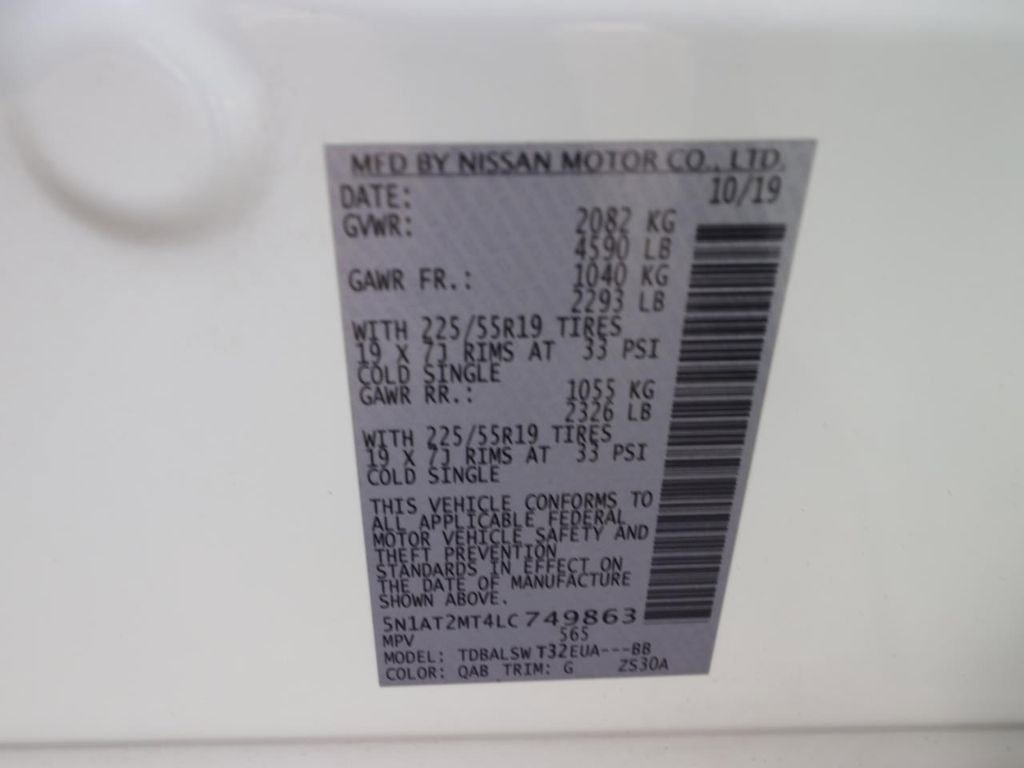 MFD BY NISSAN MOTOR CO., LTD.
DATE: 10/19
GVWR: 2082 KG
4590 LB
GAWR FR.: 1040 KG
2293 LB
WITH 225/55R19 TIRES
19 X 7J RIMS AT 33 PSI
COLD SINGLE
GAWR RR.: 1055 KG
2326 LB
WITH 225/55R19 TIRES
19 X 7J RIMS AT 33 PSI
COLD SINGLE
THIS VEHICLE CONFORMS TO
ALL APPLICABLE FEDERAL
MOTOR VEHICLE SAFETY AND
THEFT PREVENTION
STANDARDS IN EFFECT ON
THE DATE OF MANUFACTURE
SHOWN ABOVE.
5N1AT2MT4LC749863
MPV 565
MODEL: TDBALSW T32EUA---BB
COLOR: QAB TRIM: G ZS30A